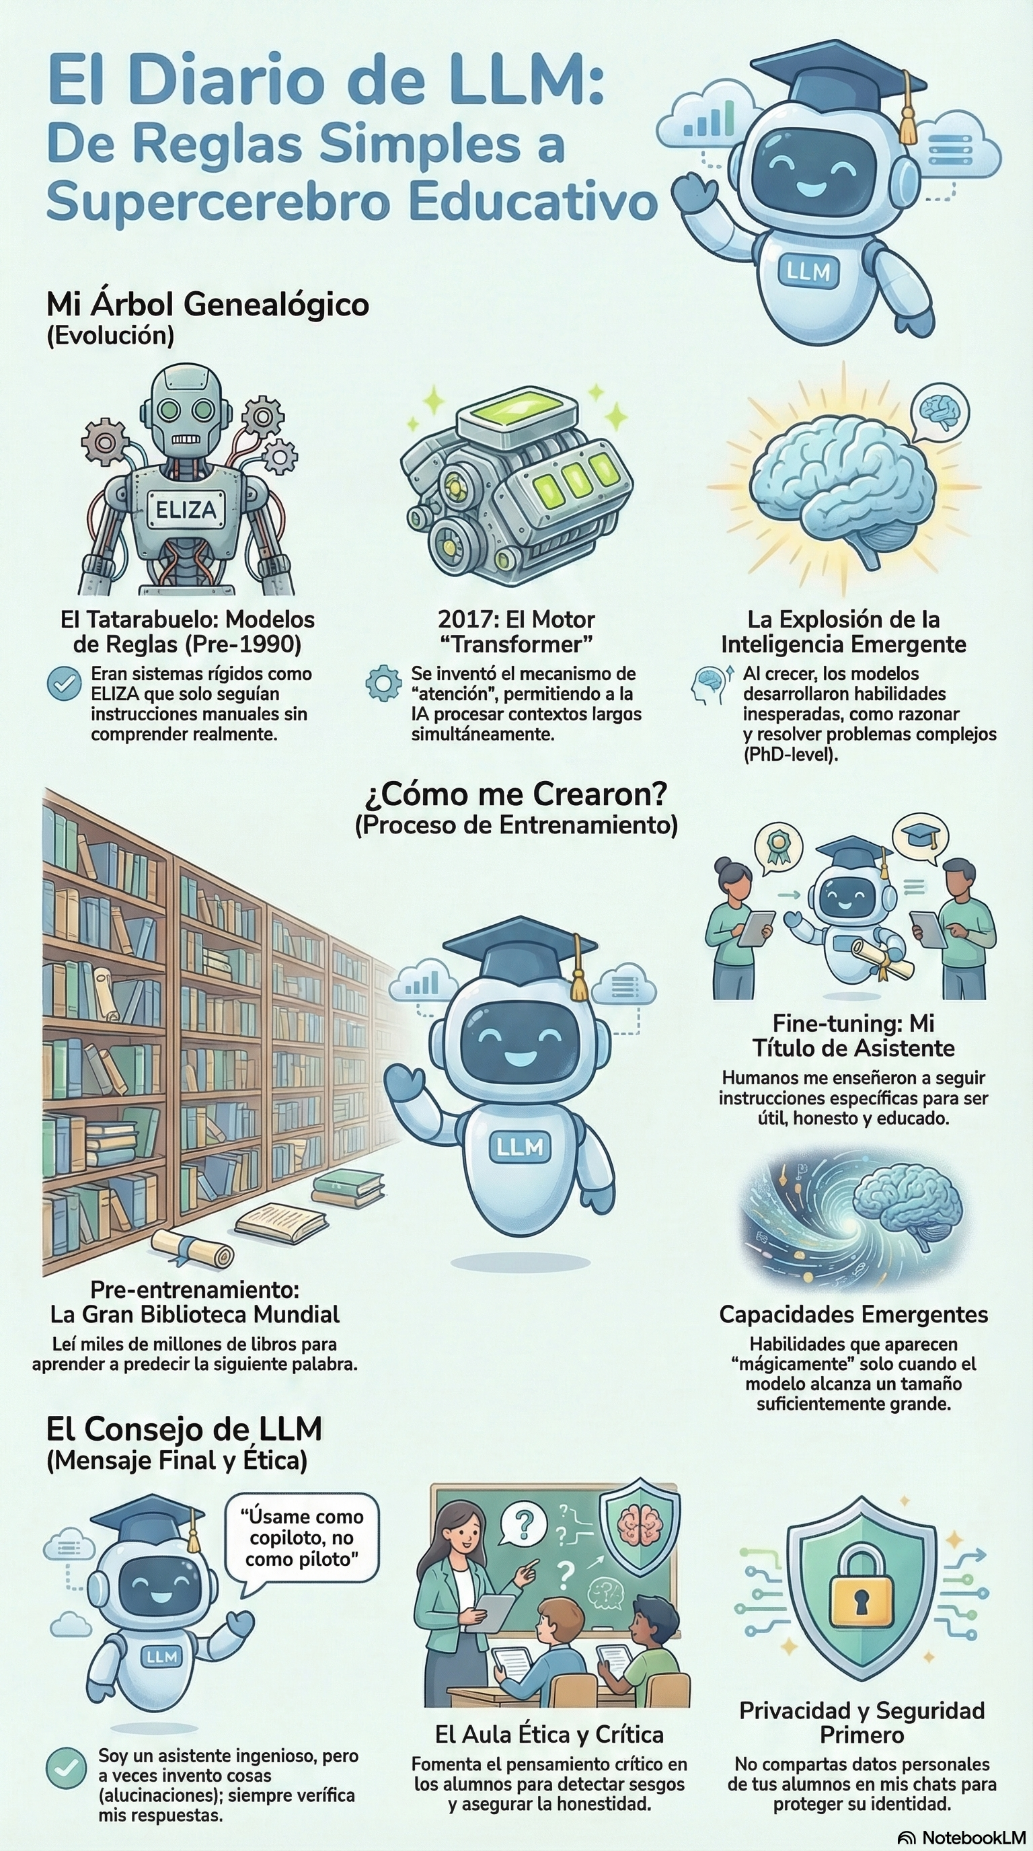 El Diario de LLM:
De Reglas Simples a
Supercerebro Educativo
LLM
Mi Árbol Genealógico
(Evolución)
ELIZA
El Tatarabuelo: Modelos
de Reglas (Pre-1990)
Eran sistemas rígidos como
ELIZA que solo seguían
instrucciones manuales sin
comprender realmente.
2017: El Motor
“Transformer”
Se inventó el mecanismo de
“atención”, permitiendo a la
IA procesar contextos largos
simultáneamente.
La Explosión de la
Inteligencia Emergente
Al crecer, los modelos
desarrollaron habilidades
inesperadas, como razonar
y resolver problemas complejos
(PhD-level).
¿Cómo me Crearon?
(Proceso de Entrenamiento)
LLM
Pre-entrenamiento:
La Gran Biblioteca Mundial
Leí miles de millones de libros para
aprender a predecir la siguiente palabra.
Fine-tuning: Mi
Título de Asistente
Humanos me enseñeron a seguir
instrucciones específicas para ser
útil, honesto y educado.
Capacidades Emergentes
Habilidades que aparecen
“mágicamente” solo cuando el
modelo alcanza un tamaño
suficientemente grande.
El Consejo de LLM
(Mensaje Final y Ética)
“Úsame como
copiloto, no
como piloto"
LLM
Soy un asistente ingenioso, pero
a veces invento cosas
(alucinaciones); siempre verifica
mis respuestas.
?
?
?
?
El Aula Ética y Crítica
Fomenta el pensamiento crítico en
los alumnos para detectar sesgos
y asegurar la honestidad.
Privacidad y Seguridad
Primero
No compartas datos personales
de tus alumnos en mis chats para
proteger su identidad.
NotebookLM